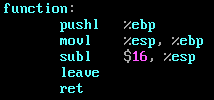 function:
pushl %ebp
movl %esp, %ebp
subl $16, %esp
leave
ret